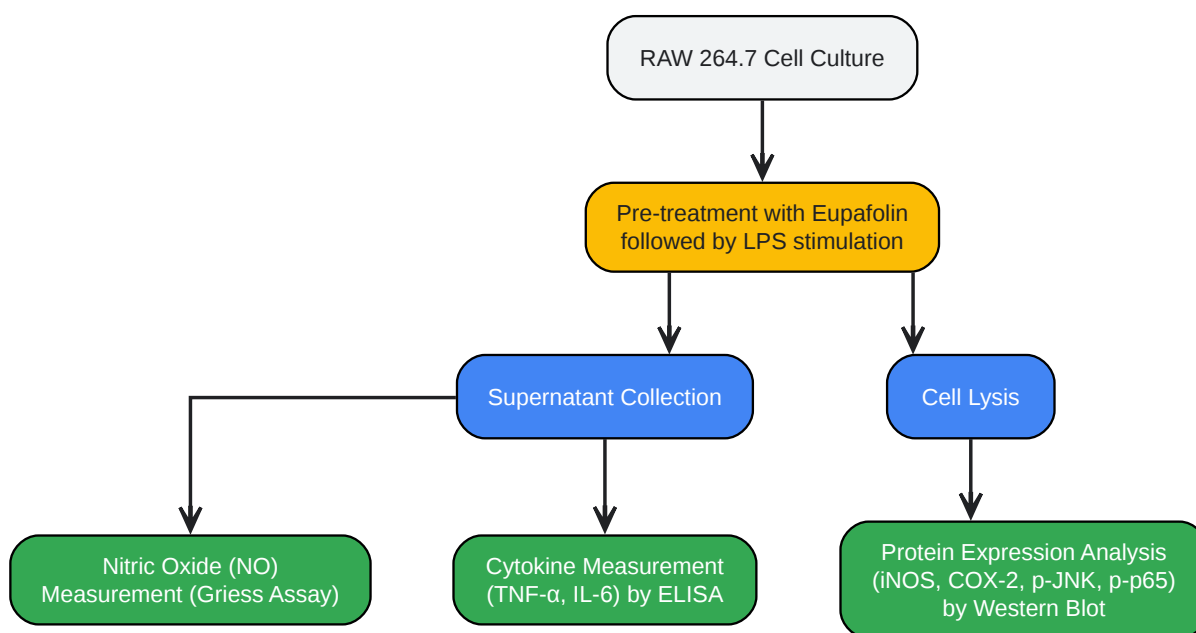 RAW 264.7 Cell Culture
Pre-treatment with Eupafolin
followed by LPS stimulation
Supernatant Collection
Cell Lysis
Nitric Oxide (NO)
Measurement (Griess Assay)
Cytokine Measurement
(TNF-α, IL-6) by ELISA
Protein Expression Analysis
(iNOS, COX-2, p-JNK, p-p65)
by Western Blot